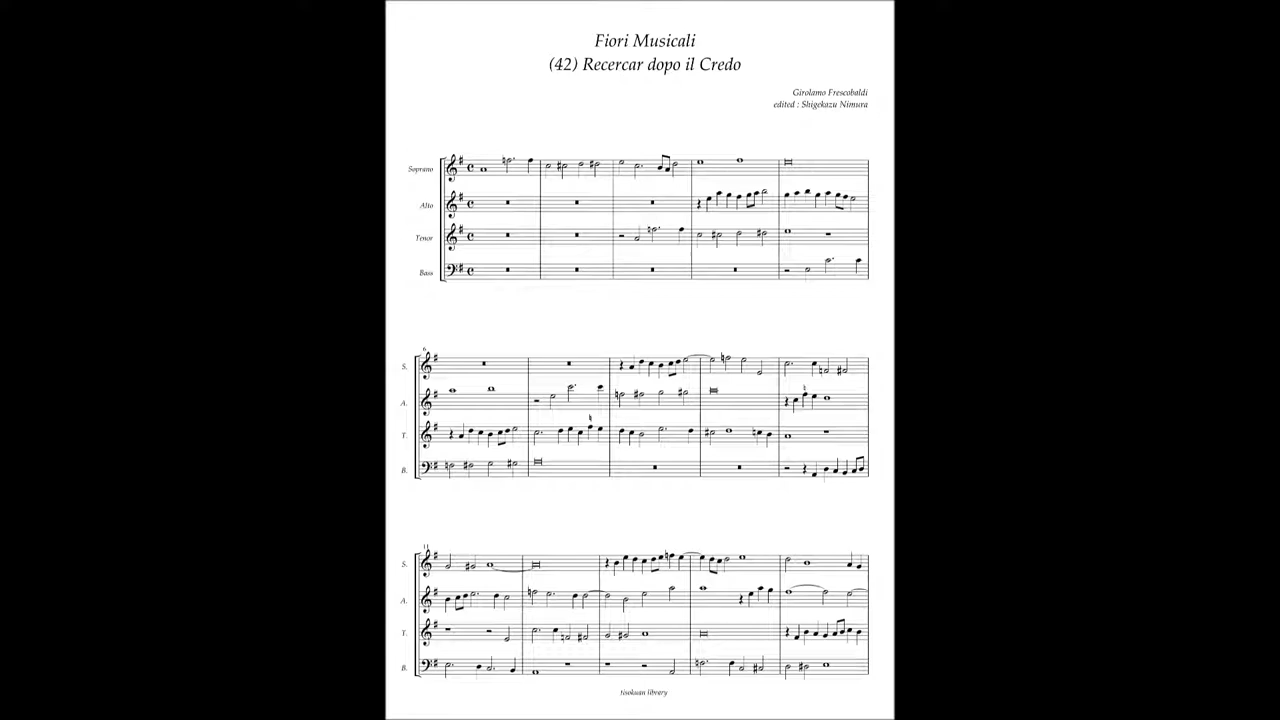 Fiori Musicali
(42) Recercar dopo il Credo
Girolamo Frescobaldi
edited : Shigekazu Nimura
Soprano
Alto
Tenor
Bass
6
S.
A.
T.
B.
11
S.
A.
T.
B.
Hsokuan library